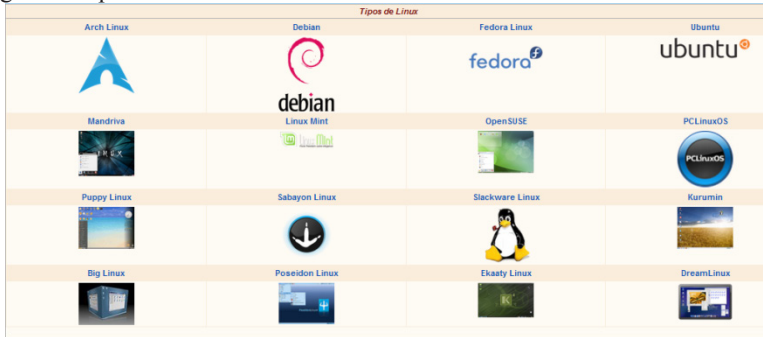 Tipos de Linux
Arch Linux Debian Fedora Linux Ubuntu
debian
fedora
ubuntu
Mandriva Linux Mint OpenSUSE PCLinuxOS
PCLinuxOS
Puppy Linux Sabayon Linux Slackware Linux Kurumin
Big Linux Poseidon Linux Ekaaty Linux DreamLinux